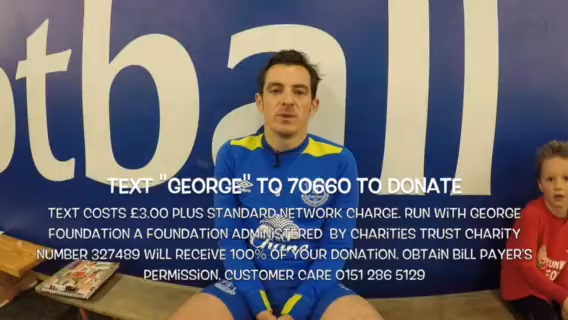 otball
TEXT "GEORGE" TO 70660 TO DONATE
TEXT COSTS £3.00 PLUS STANDARD NETWORK CHARGE. RUN WITH GEORGE
FOUNDATION A FOUNDATION ADMINISTERED BY CHARITIES TRUST CHARITY
NUMBER 327489 WILL RECEIVE 100% OF YOUR DONATION. OBTAIN BILL PAYER'S
PERMISSION. CUSTOMER CARE 0151 286 5129